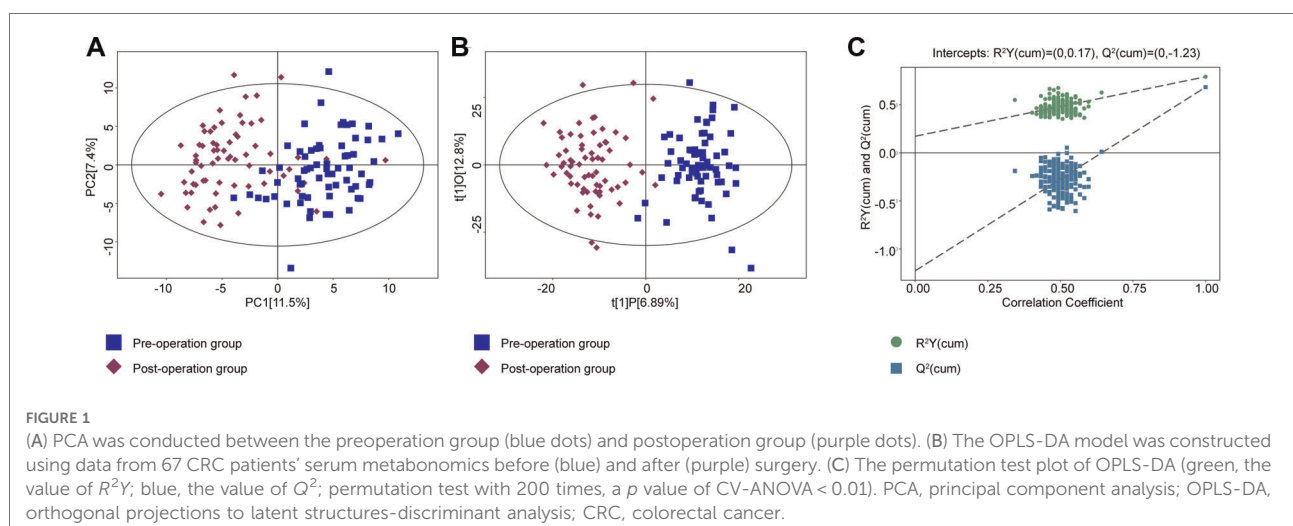 A
10
5
0
-5
-10
PC2[7.4%]
-10
-5
0
5
10
PC1[11.5%]
Pre-operation group
Post-operation group
B
25
0
-25
t[1]O[12.8%]
-20
0
20
t[1]P[6.89%]
Pre-operation group
Post-operation group
C
Intercepts: R²Y(cum)=(0,0.17), Q²(cum)=(0,-1.23)
0.5
0.0
-0.5
-1.0
R²Y(cum) and Q²(cum)
0.00
0.25
0.50
0.75
1.00
Correlation Coefficient
R²Y(cum)
Q²(cum)
FIGURE 1
(A) PCA was conducted between the preoperation group (blue dots) and postoperation group (purple dots). (B) The OPLS-DA model was constructed
using data from 67 CRC patients' serum metabonomics before (blue) and after (purple) surgery. (C) The permutation test plot of OPLS-DA (green, the
value of R²Y; blue, the value of Q²; permutation test with 200 times, a p value of CV-ANOVA < 0.01). PCA, principal component analysis; OPLS-DA,
orthogonal projections to latent structures-discriminant analysis; CRC, colorectal cancer.